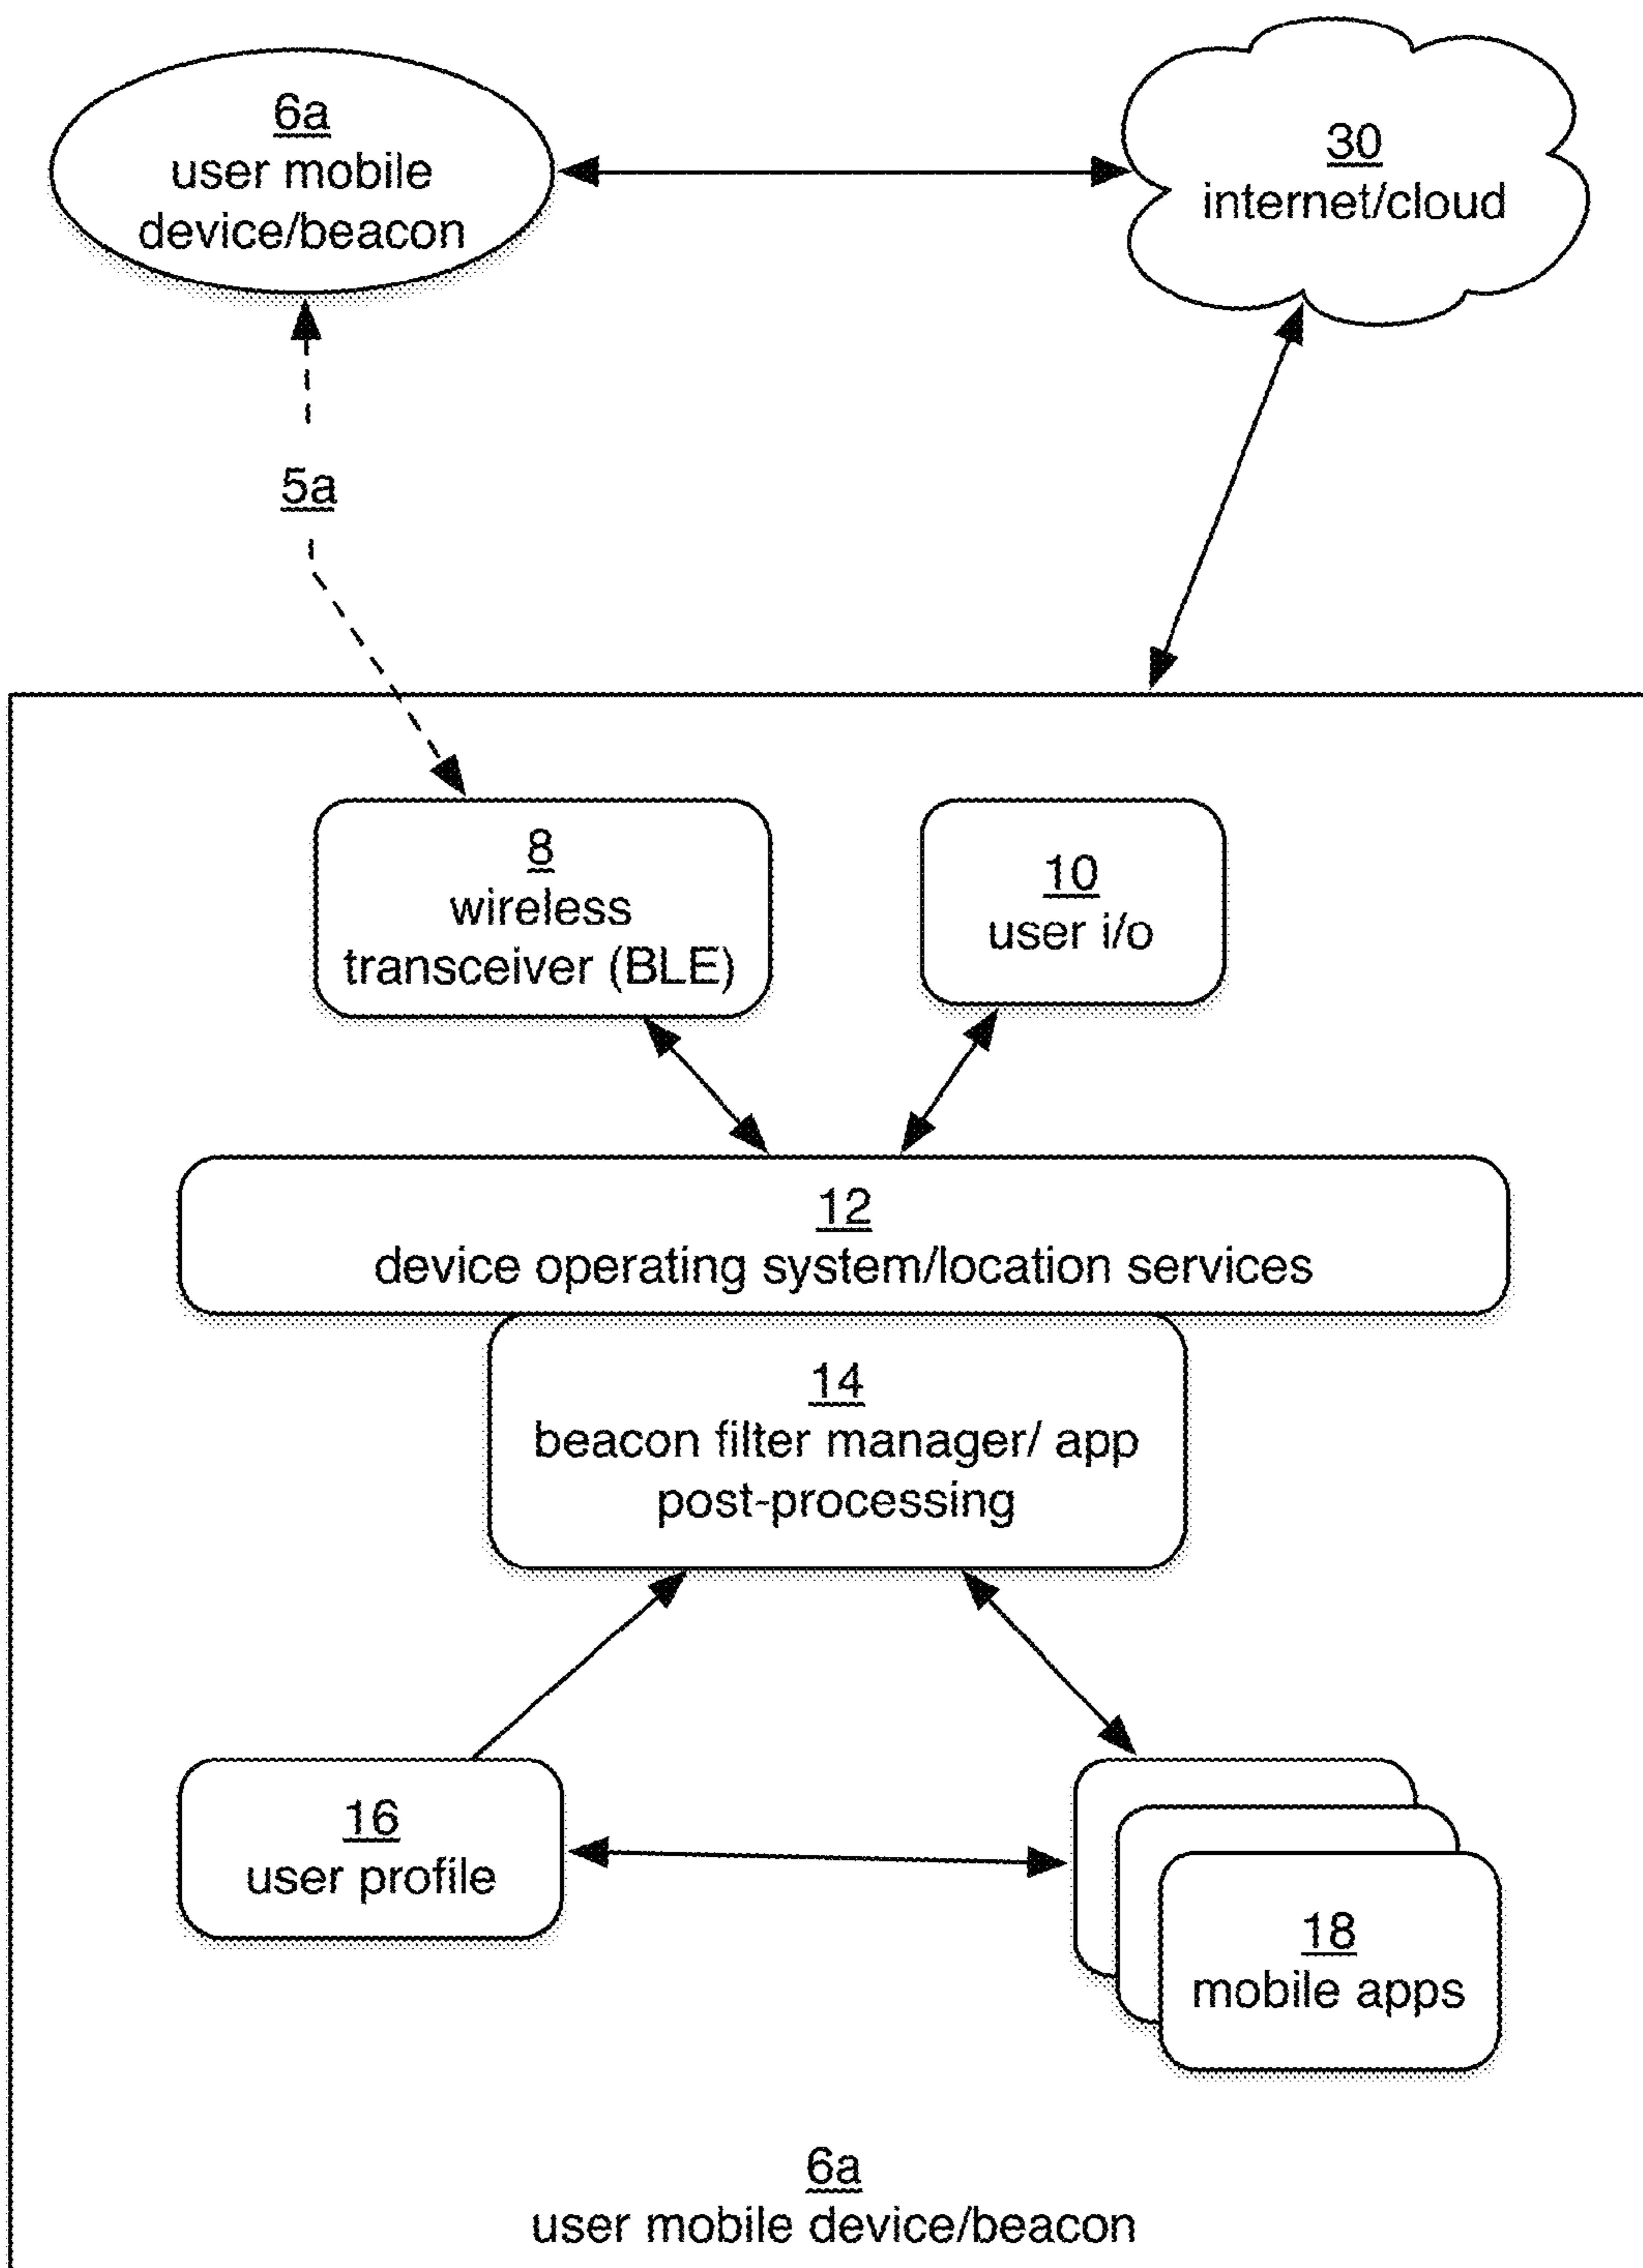 6a
user mobile
device/beacon
30
internet/cloud
5a
8
wireless
transceiver (BLE)
10
user i/o
12
device operating system/location services
14
beacon filter manager/ app
post-processing
16
user profile
18
mobile apps
6a
user mobile device/beacon